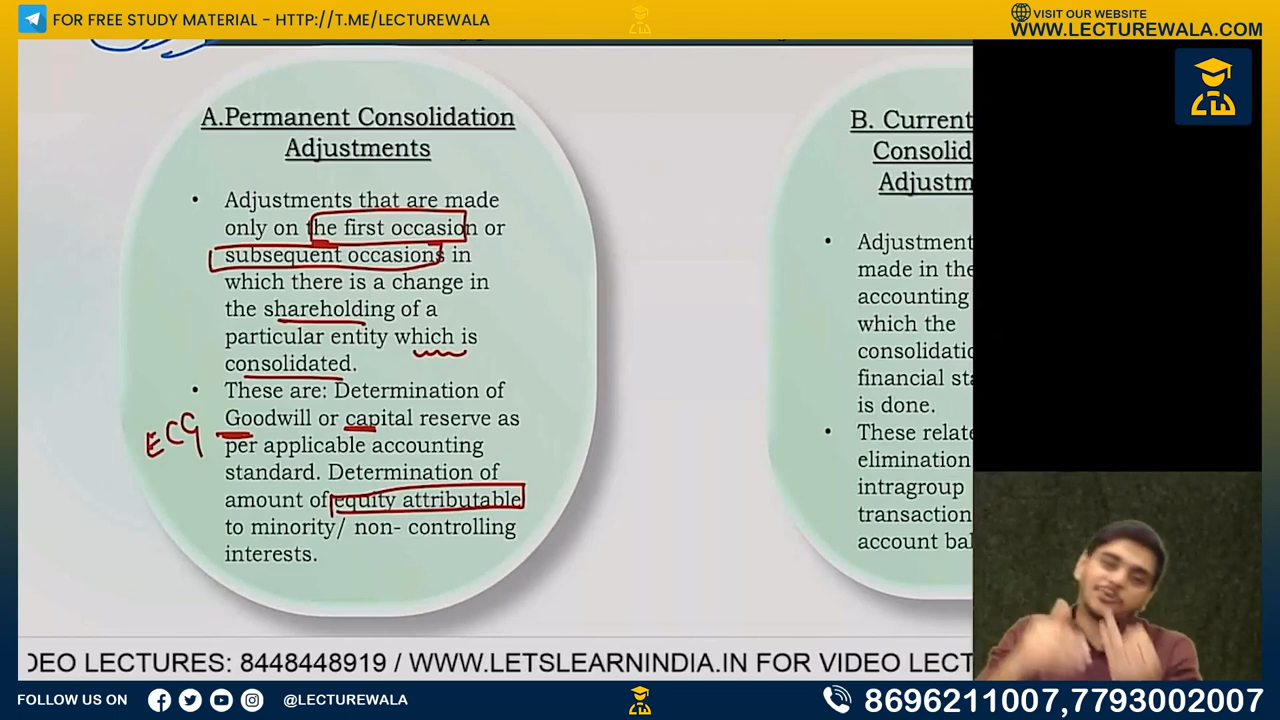 FOR FREE STUDY MATERIAL - HTTP://T.ME/LECTUREWALA
VISIT OUR WEBSITE
WWW.LECTUREWALA.COM
A.Permanent Consolidation
Adjustments
• Adjustments that are made
only on the first occasion or
subsequent occasions in
which there is a change in
the shareholding of a
particular entity which is
consolidated.
• These are: Determination of
Goodwill or capital reserve as
per applicable accounting
standard. Determination of
amount of equity attributable
to minority/ non- controlling
interests.
ECG
B. Current
Consolid
Adjustm
• Adjustment
made in the
accounting
which the
consolidatio
financial sta
is done.
• These relate
elimination
intragroup
transaction
account bal
DEO LECTURES: 8448448919 / WWW.LETSLEARNINDIA.IN FOR VIDEO LECT
FOLLOW US ON
@LECTUREWALA
8696211007,7793002007